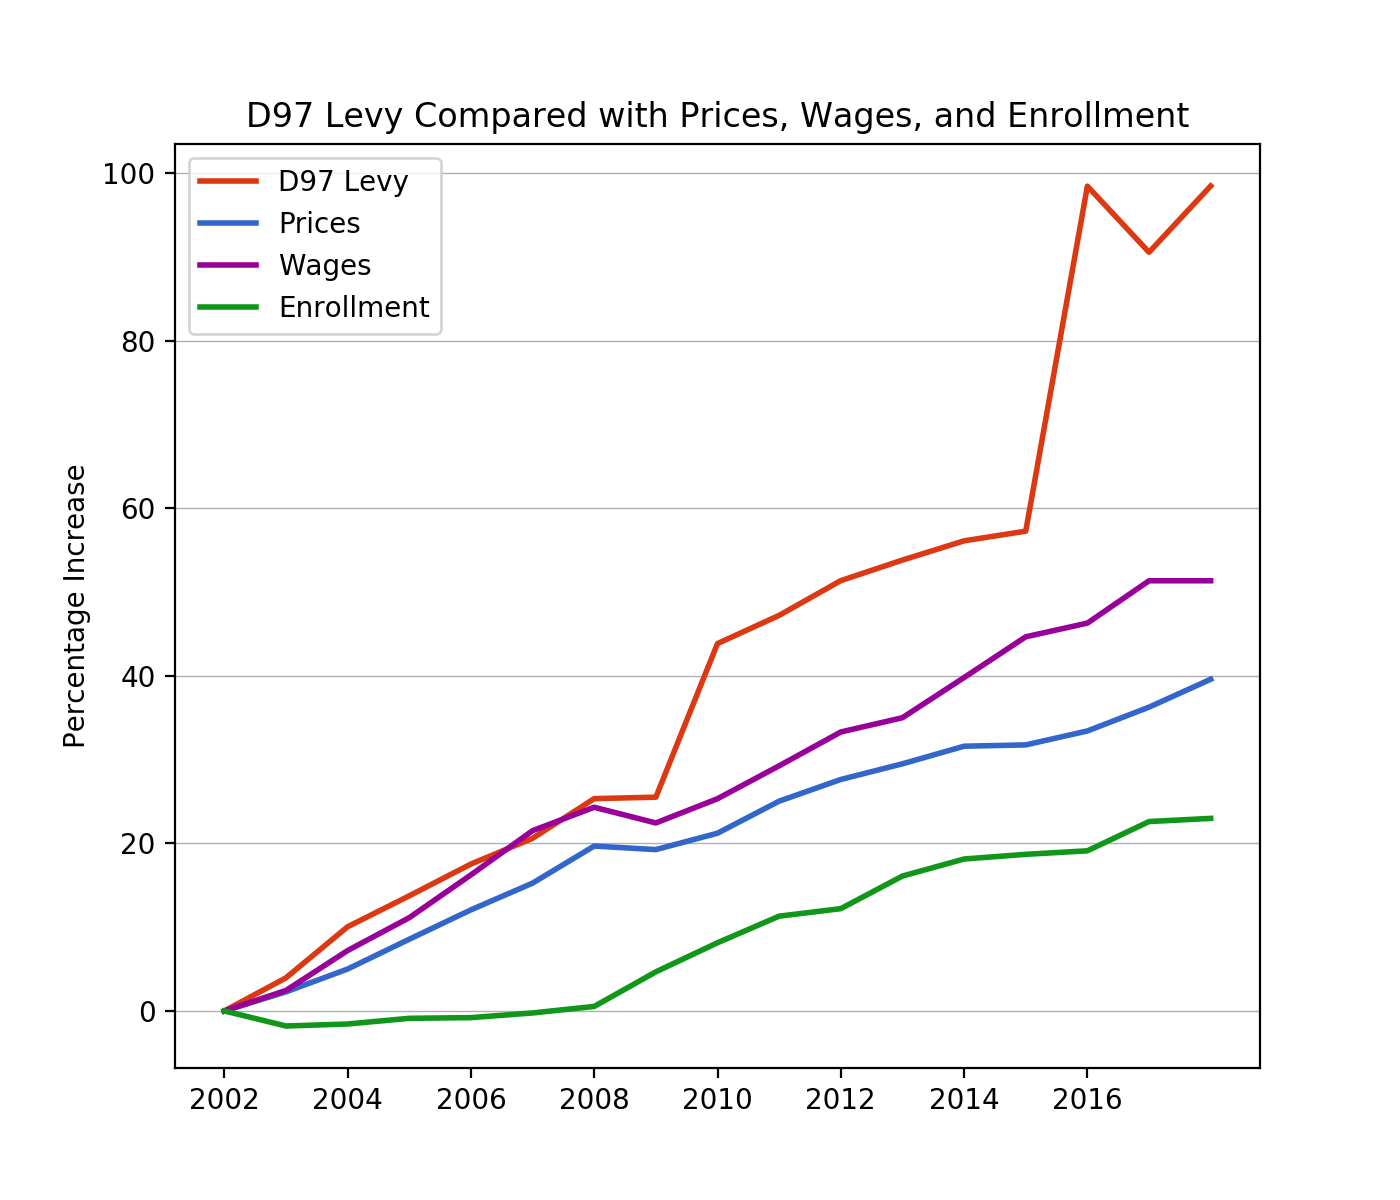 D97 Levy Compared with Prices, Wages, and Enrollment
100
80
60
40
20
0
Percentage Increase
D97 Levy
Prices
Wages
Enrollment
2002 2004 2006 2008 2010 2012 2014 2016